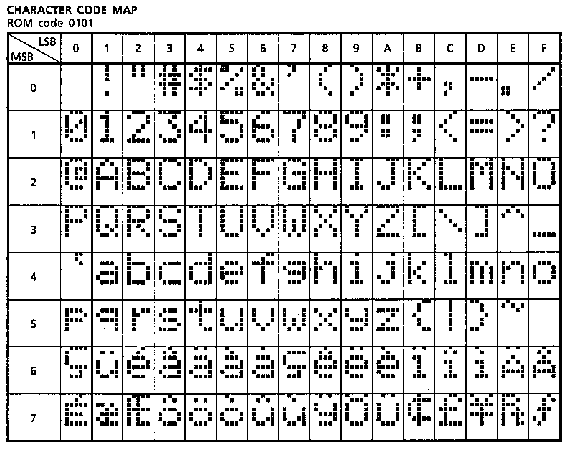 CHARACTER CODE MAP
ROM code 0101
LSB
MSB 0 1 2 3 4 5 6 7 8 9 A B C D E F
0 ! " # $ % & ' ( ) * + , - . /
1 0 1 2 3 4 5 6 7 8 9 : ; < = > ?
2 @ A B C D E F G H I J K L M N O
3 P Q R S T U V W X Y Z [ \ ] ^ _
4 ` a b c d e f g h i j k l m n o
5 p q r s t u v w x y z { | } ~
6 Ç ü é â ä à å ç ê ë è ï î ì Ä Å
7 É æ Æ ô ö ò û ù ÿ Ö Ü ¢ £ ¥ ₧ ƒ